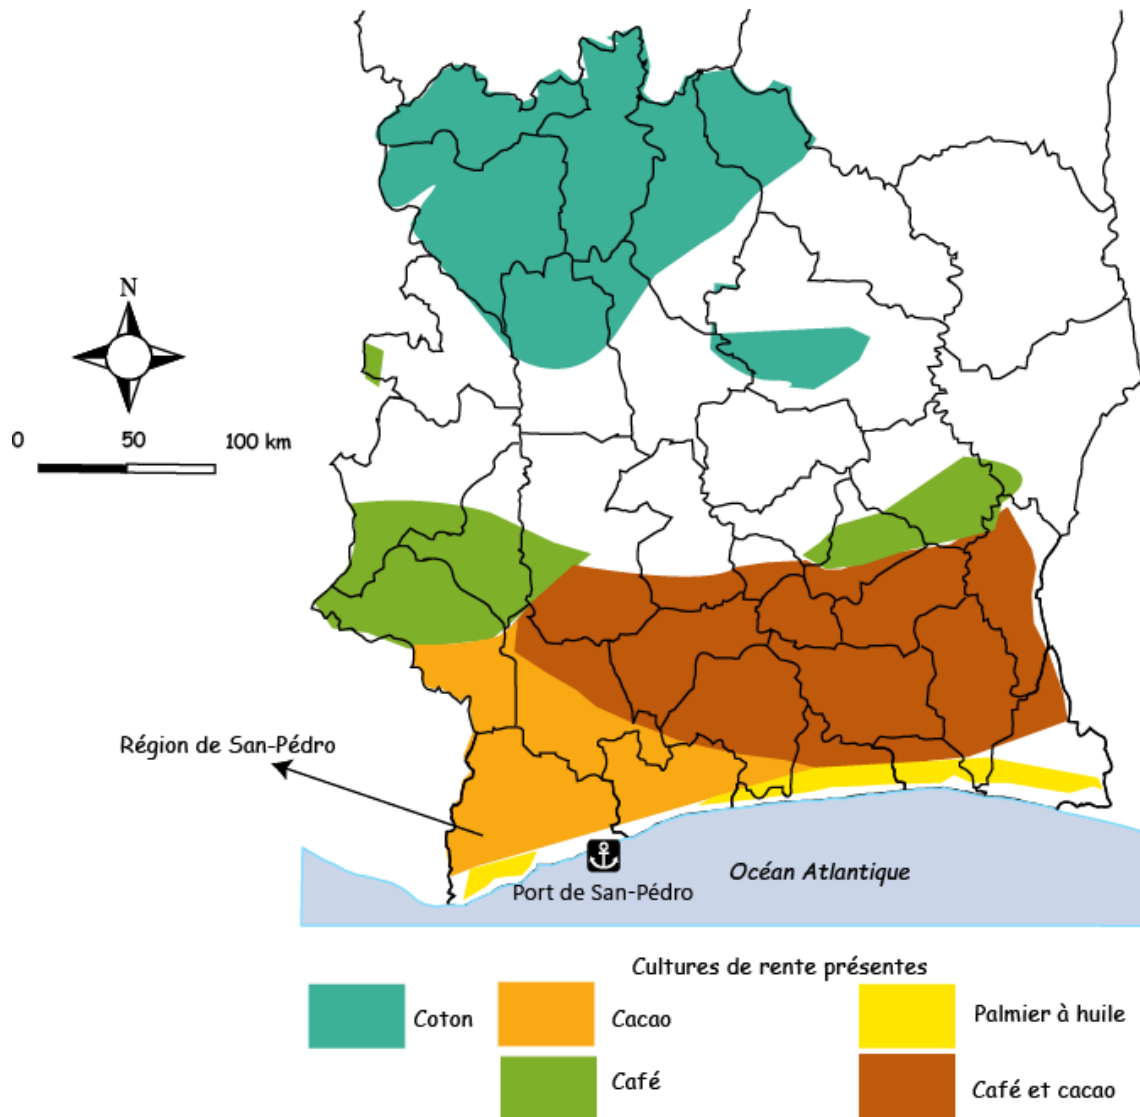 N
0 50 100 km
Région de San-Pédro
Océan Atlantique
Port de San-Pédro
Cultures de rente présentes
Coton
Cacao
Palmier à huile
Café
Café et cacao